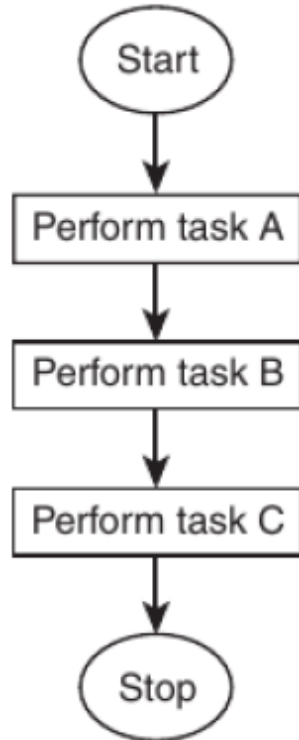 Start
Perform task A
Perform task B
Perform task C
Stop